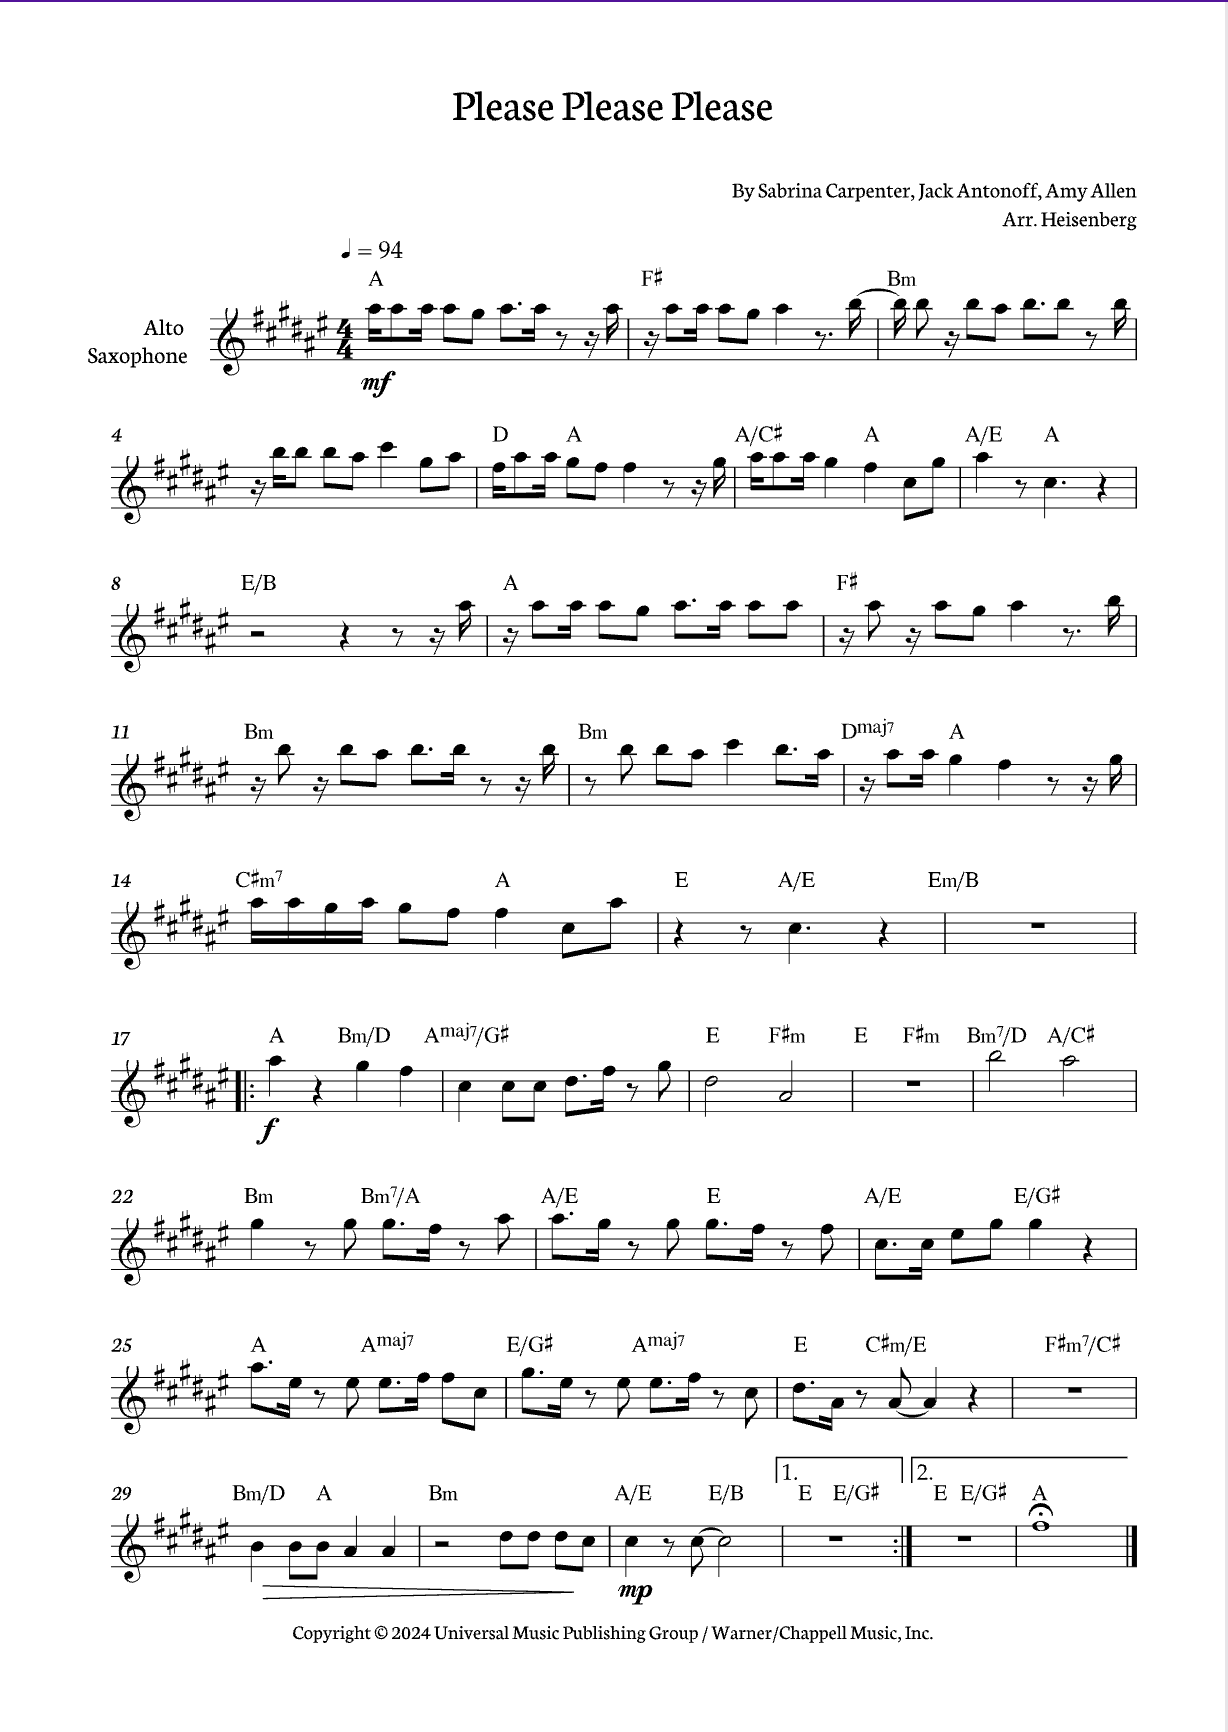 Please Please Please
By Sabrina Carpenter, Jack Antonoff, Amy Allen
Arr. Heisenberg
♩ = 94
A F♯ Bm
Alto
Saxophone
4
4
mf
4 D A A/C♯ A A/E A
8 E/B A F♯
11 Bm Bm Dmaj7 A
14 C♯m7 A E A/E Em/B
17 A Bm/D Amaj7/G♯ E F♯m E F♯m Bm7/D A/C♯
f
22 Bm Bm7/A A/E E A/E E/G♯
25 A Amaj7 E/G♯ Amaj7 E C♯m/E F♯m7/C♯
1. 2.
29 Bm/D A Bm A/E E/B E E/G♯ E E/G♯ A
mp
Copyright © 2024 Universal Music Publishing Group / Warner/Chappell Music, Inc.